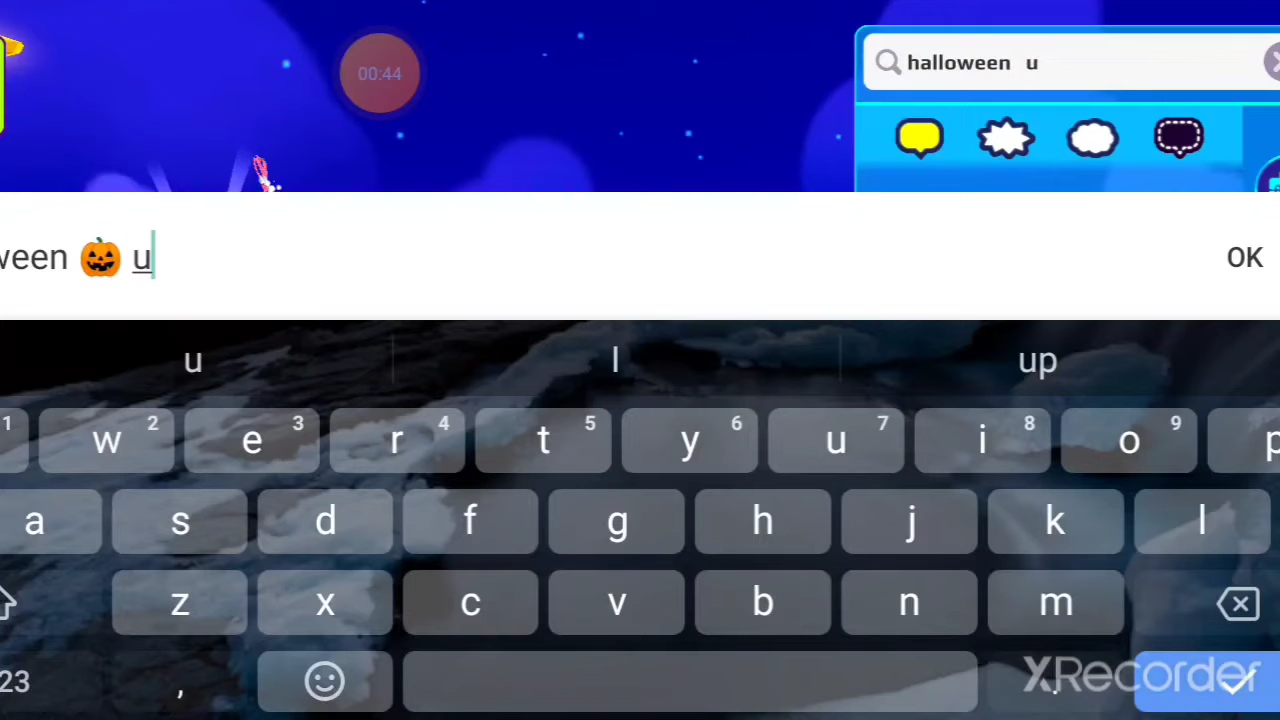 00:44
halloween u
ween 🎃 u
OK
u l up
1 w 2 e 3 r 4 t 5 y 6 u 7 i 8 o 9 p
a s d f g h j k l
z x c v b n m
23 , .
XRecorder